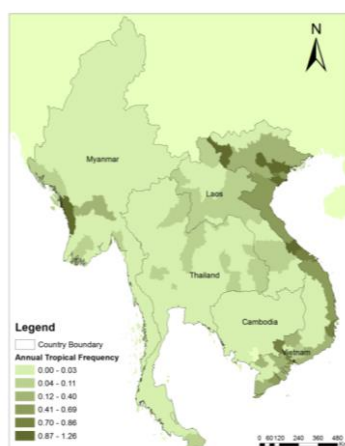 N
Myanmar
Laos
Thailand
Cambodia
Vietnam
Legend
Country Boundary
Annual Tropical Frequency
0.00 - 0.03
0.04 - 0.11
0.12 - 0.40
0.41 - 0.69
0.70 - 0.86
0.87 - 1.26
0 60 120 240 360 480